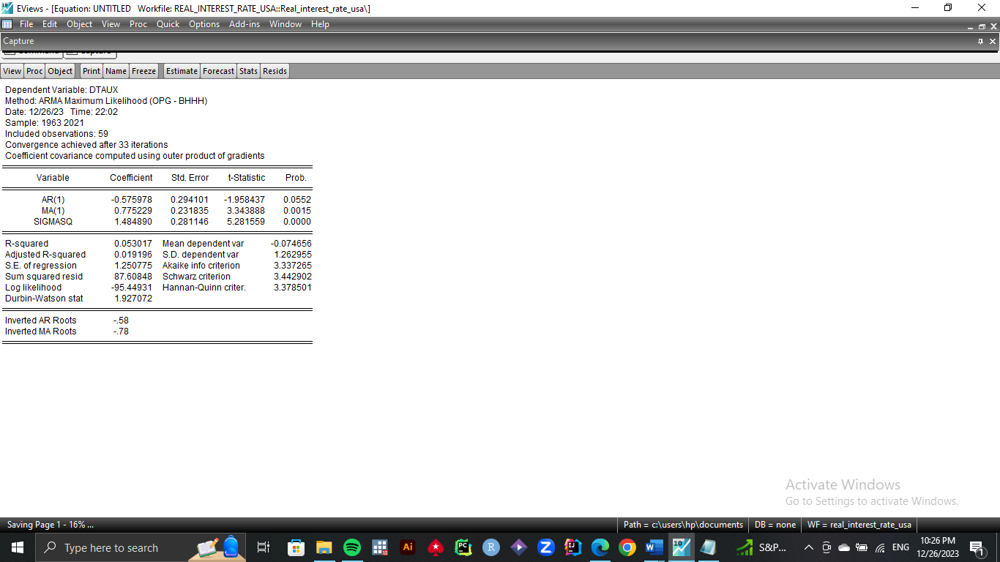 EViews - [Equation: UNTITLED   Workfile: REAL_INTEREST_RATE_USA::Real_interest_rate_usa\]
File Edit Object View Proc Quick Options Add-ins Window Help
Capture
View Proc Object Print Name Freeze Estimate Forecast Stats Resids
Dependent Variable: DTAUX
Method: ARMA Maximum Likelihood (OPG - BHHH)
Date: 12/26/23   Time: 22:02
Sample: 1963 2021
Included observations: 59
Convergence achieved after 33 iterations
Coefficient covariance computed using outer product of gradients
Variable Coefficient Std. Error t-Statistic Prob.
AR(1) -0.575978 0.294101 -1.958437 0.0552
MA(1) 0.775229 0.231835 3.343888 0.0015
SIGMASQ 1.484890 0.281146 5.281559 0.0000
R-squared 0.053017 Mean dependent var -0.074656
Adjusted R-squared 0.019196 S.D. dependent var 1.262955
S.E. of regression 1.250775 Akaike info criterion 3.337265
Sum squared resid 87.60848 Schwarz criterion 3.442902
Log likelihood -95.44931 Hannan-Quinn criter. 3.378501
Durbin-Watson stat 1.927072
Inverted AR Roots -.58
Inverted MA Roots -.78
Activate Windows
Go to Settings to activate Windows.
Saving Page 1 - 16% ... Path = c:\users\hp\documents DB = none WF = real_interest_rate_usa
Type here to search Ai PC R Z IJ W 10 S&P... ENG 10:26 PM
12/26/2023 1